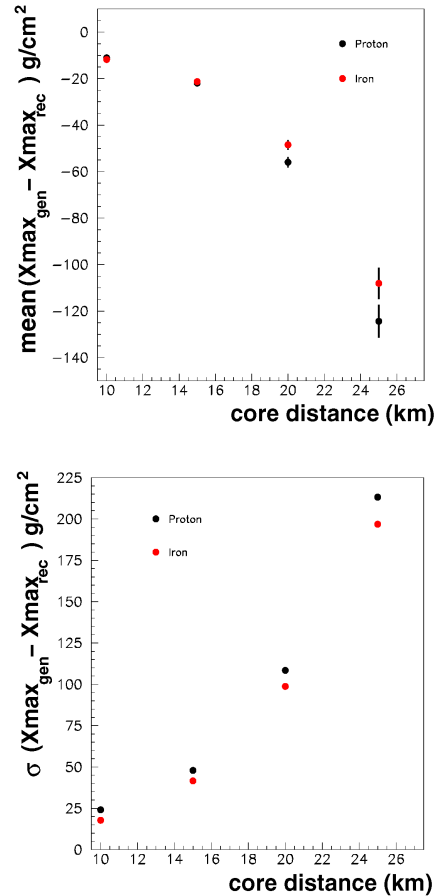 mean (Xmax_gen − Xmax_rec) g/cm²
0
−20
−40
−60
−80
−100
−120
−140
Proton
Iron
10 12 14 16 18 20 22 24 26
core distance (km)
σ (Xmax_gen − Xmax_rec) g/cm²
225
200
175
150
125
100
75
50
25
0
Proton
Iron
10 12 14 16 18 20 22 24 26
core distance (km)